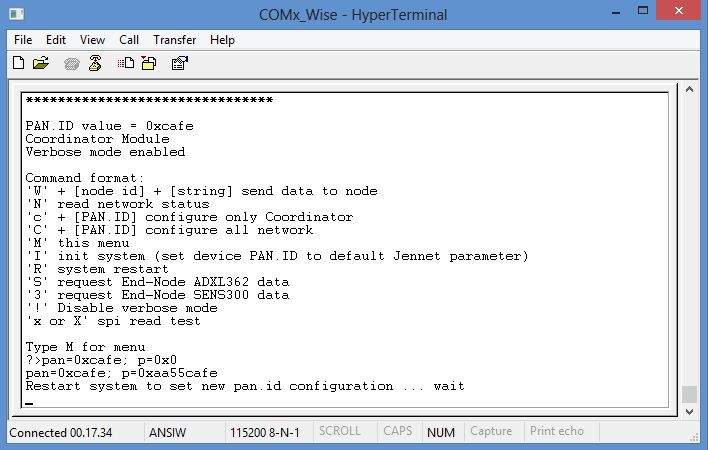 COMx_Wise - HyperTerminal
File Edit View Call Transfer Help
*******************************
PAN.ID value = 0xcafe
Coordinator Module
Verbose mode enabled
Command format:
'W' + [node id] + [string] send data to node
'N' read network status
'c' + [PAN.ID] configure only Coordinator
'C' + [PAN.ID] configure all network
'M' this menu
'I' init system (set device PAN.ID to default Jennet parameter)
'R' system restart
'S' request End-Node ADXL362 data
'3' request End-Node SENS300 data
'!' Disable verbose mode
'x or X' spi read test
Type M for menu
?>pan=0xcafe; p=0x0
pan=0xcafe; p=0xaa55cafe
Restart system to set new pan.id configuration ... wait
_
Connected 00.17.34 ANSIW 115200 8-N-1 SCROLL CAPS NUM Capture Print echo